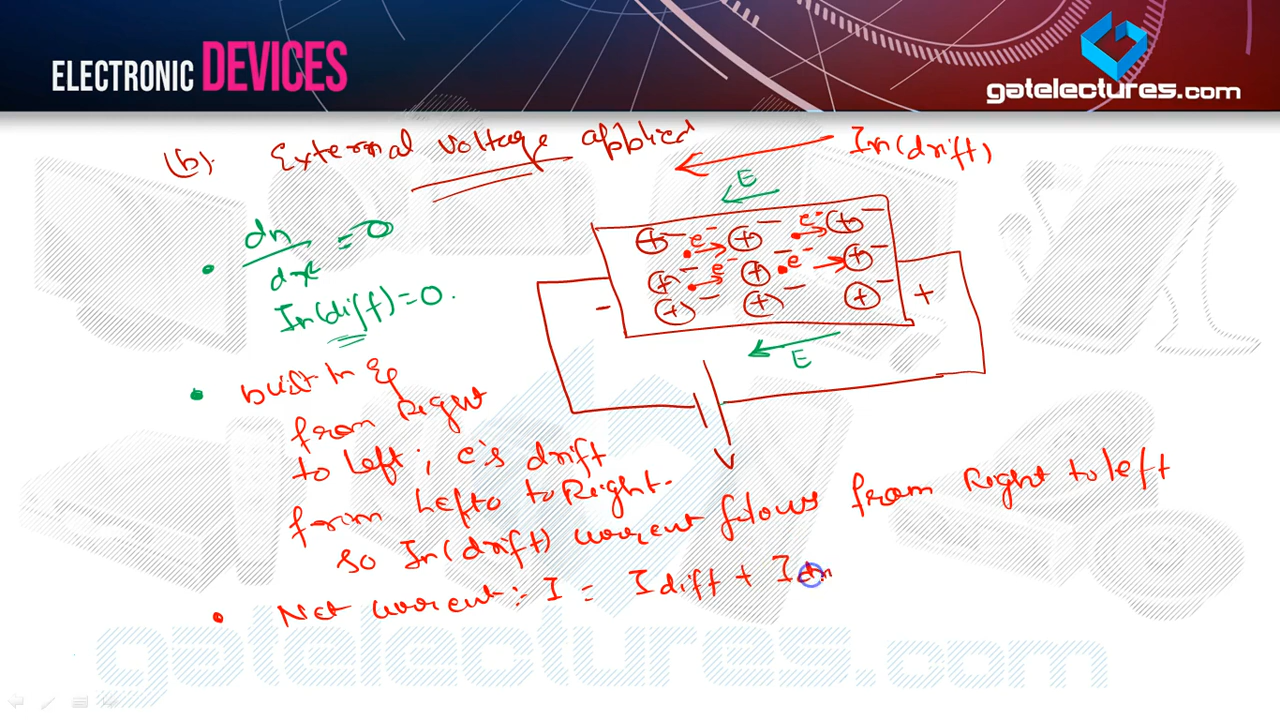 ELECTRONIC DEVICES
gatelectures.com
(b). External Voltage applied
In(drift)
E
dn/dx = 0
In(diff) = 0.
e⁻ e⁻
e⁻ e⁻
+⁻ +⁻ +⁻
+⁻ +⁻ +⁻
+⁻ +⁻ +⁻
- +
E
V
built In
from Right
to left; e's drift
from Lefto to Right.
so In(drift) current flows from Right to left
Net current :- I = Idiff + Idr
gatelectures.com